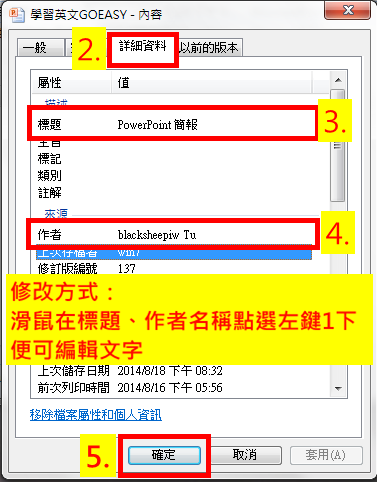 學習英文GOEASY - 內容
一般
2.
詳細資料
以前的版本
屬性 值
描述
標題 PowerPoint 簡報
3.
主旨
標記
類別
註解
來源
作者 blacksheepiw Tu
4.
上次存檔者 win7
修訂版編號 137
修改方式：
滑鼠在標題、作者名稱點選左鍵1下
便可編輯文字
上次儲存日期 2014/8/18 下午 08:32
前次列印時間 2014/8/16 下午 05:56
移除檔案屬性和個人資訊
5.
確定
取消
套用(A)